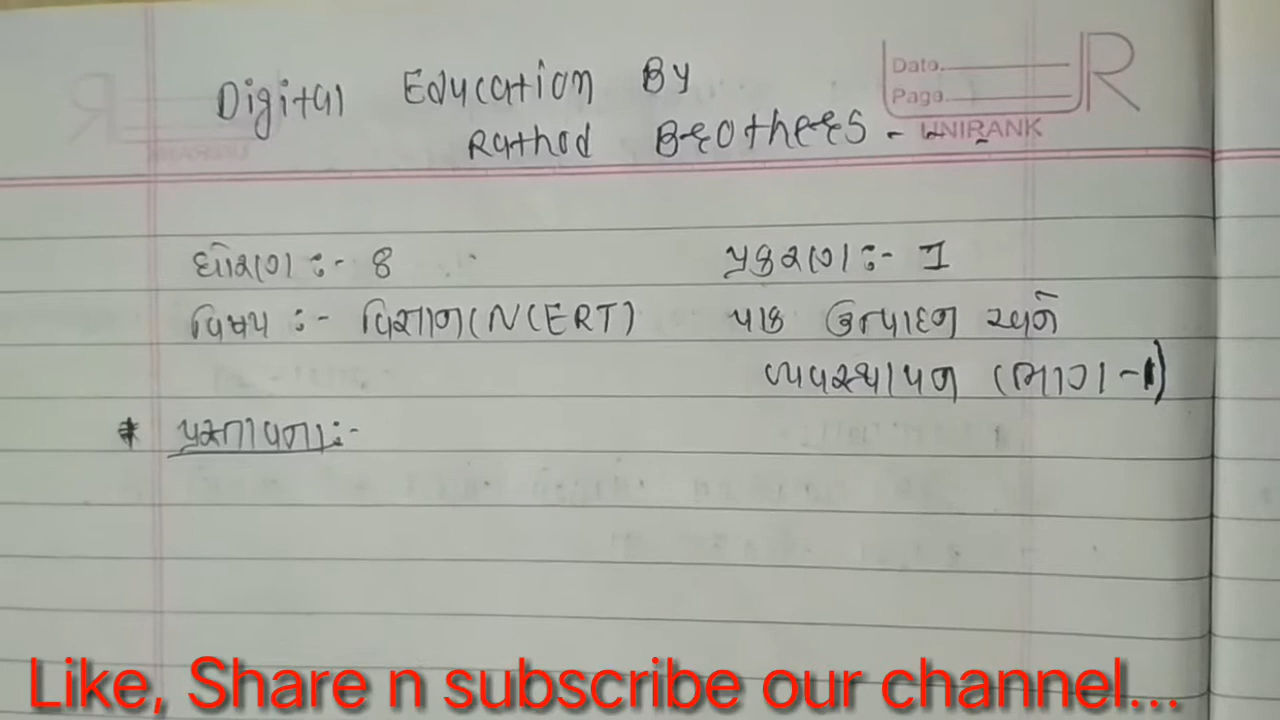 Digital Education By
Rathod Brothers - - -
Date.
Page.
UNIRANK
ધોરણ :- 8
પ્રકરણ :- 1
વિષય :- વિજ્ઞાન (NCERT)
પાક ઉત્પાદન અને
વ્યવસ્થાપન (ભાગ -1)
* પ્રસ્તાવના :-
Like, Share n subscribe our channel...